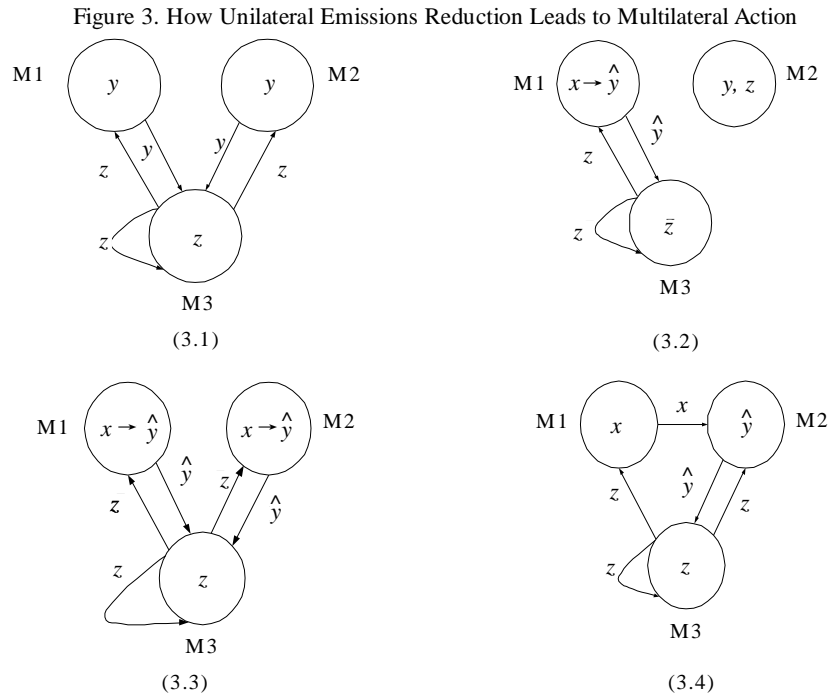 Figure 3. How Unilateral Emissions Reduction Leads to Multilateral Action
M1 y y M2
z y y z
z z
M3
(3.1)
M1 x→ ŷ y, z M2
z ŷ
z z̄
M3
(3.2)
M1 x→ ŷ x→ ŷ M2
z ŷ z ŷ
z z
M3
(3.3)
M1 x x ŷ M2
z ŷ z
z z
M3
(3.4)